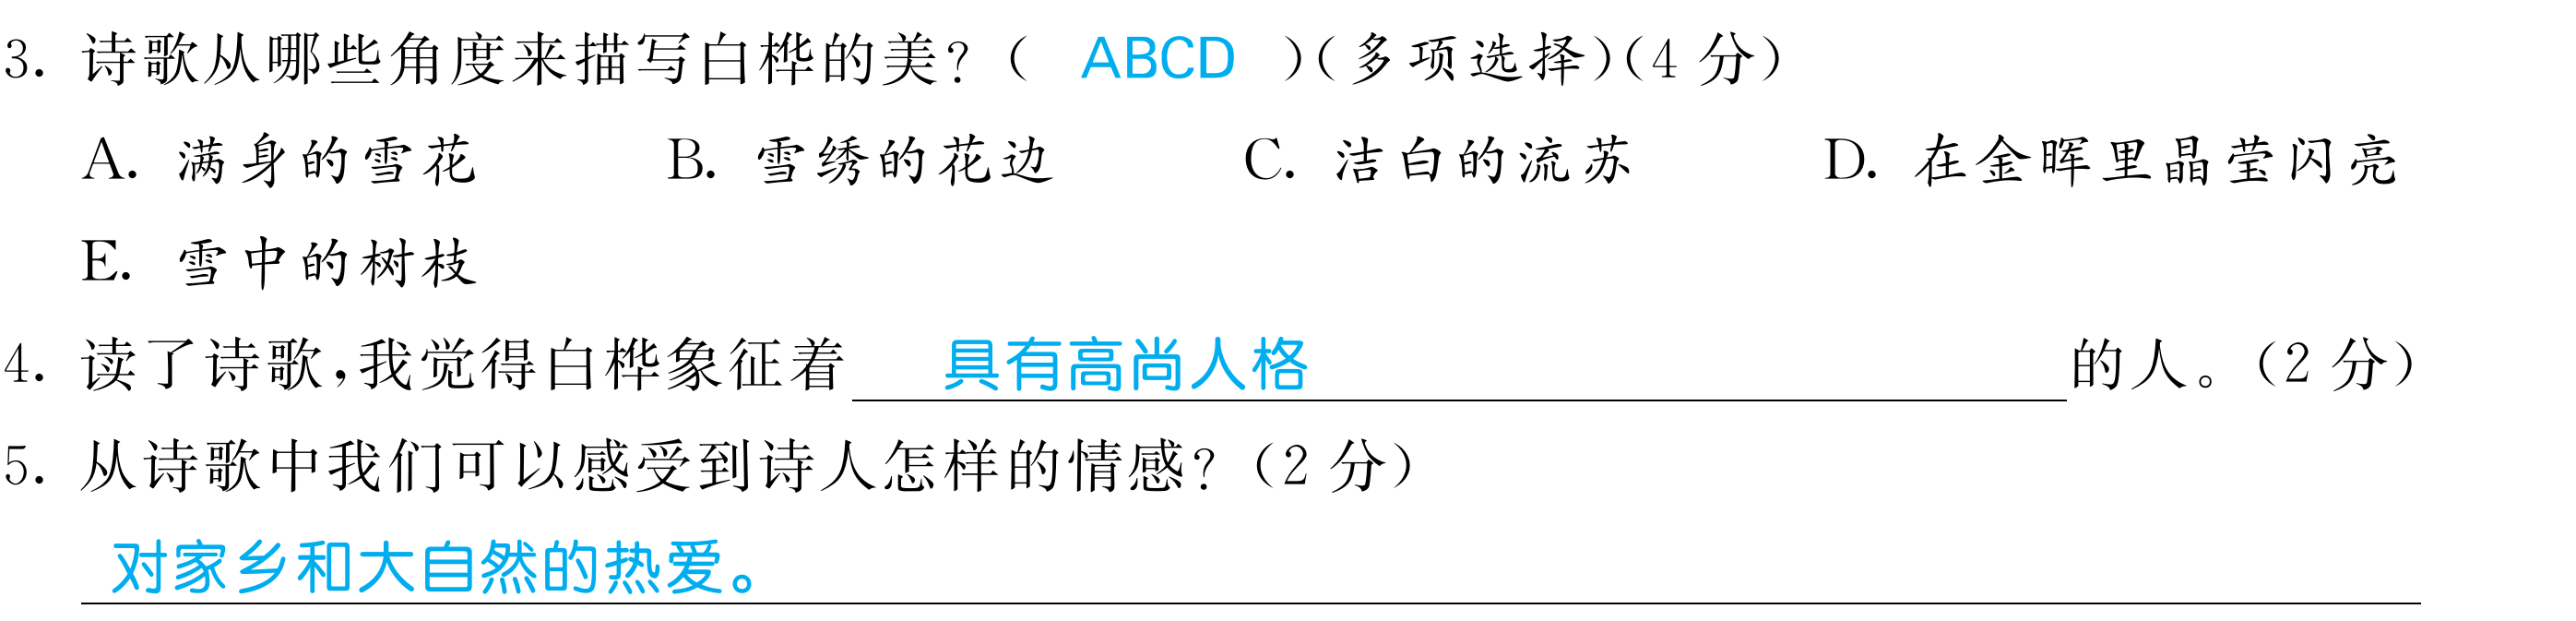 3. 诗歌从哪些角度来描写白桦的美?( ABCD )(多项选择)(4 分)
A. 满身的雪花 B. 雪绣的花边 C. 洁白的流苏 D. 在金晖里晶莹闪亮
E. 雪中的树枝
4. 读了诗歌,我觉得白桦象征着 具有高尚人格 的人。(2 分)
5. 从诗歌中我们可以感受到诗人怎样的情感?(2 分)
对家乡和大自然的热爱。